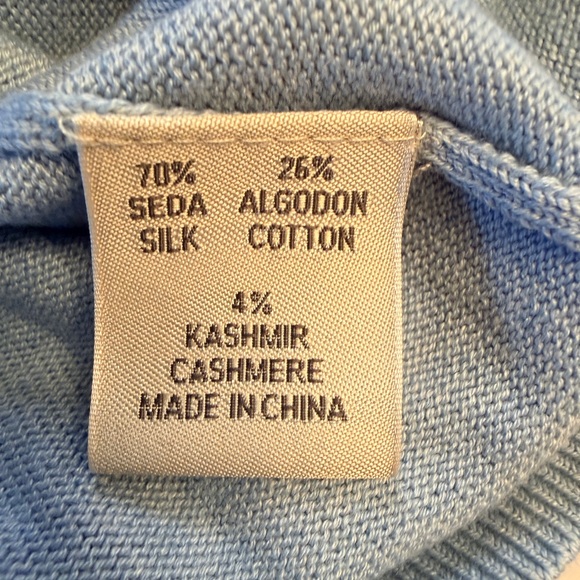 70%
SEDA
SILK
26%
ALGODON
COTTON
4%
KASHMIR
CASHMERE
MADE IN CHINA